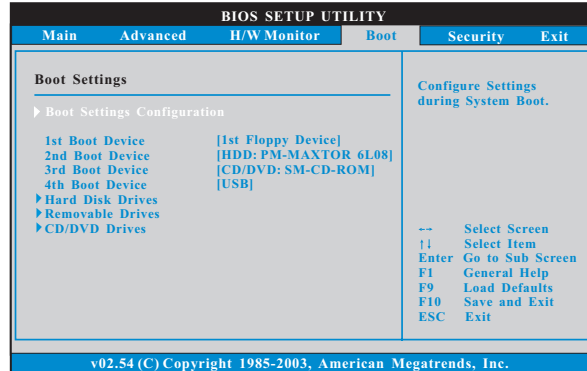 BIOS SETUP UTILITY
Main Advanced H/W Monitor Boot Security Exit
Boot Settings
Boot Settings Configuration
1st Boot Device [1st Floppy Device]
2nd Boot Device [HDD: PM-MAXTOR 6L08]
3rd Boot Device [CD/DVD: SM-CD-ROM]
4th Boot Device [USB]
Hard Disk Drives
Removable Drives
CD/DVD Drives
Configure Settings
during System Boot.
←→ Select Screen
↑↓ Select Item
Enter Go to Sub Screen
F1 General Help
F9 Load Defaults
F10 Save and Exit
ESC Exit
v02.54 (C) Copyright 1985-2003, American Megatrends, Inc.